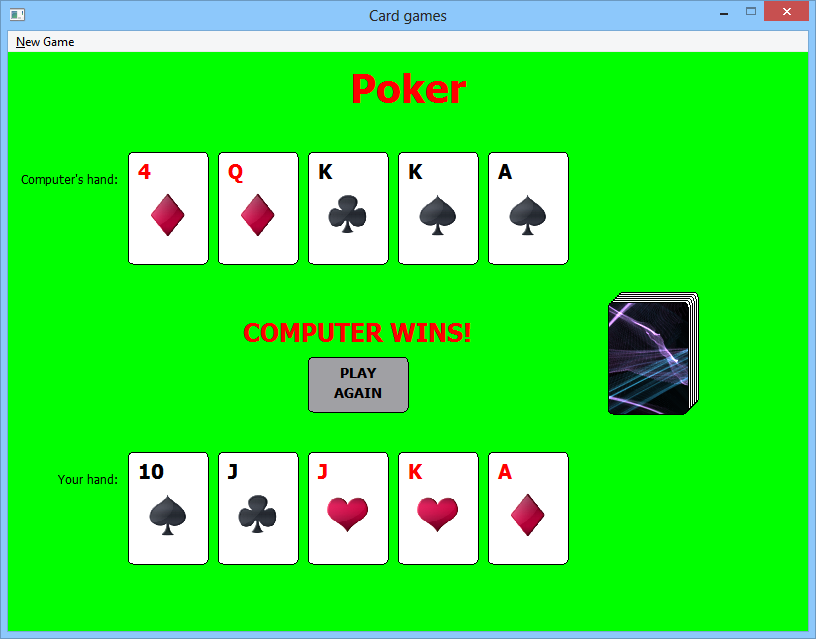 Card games
New Game
Poker
Computer's hand:
4 Q K K A
COMPUTER WINS!
PLAY
AGAIN
Your hand:
10 J J K A